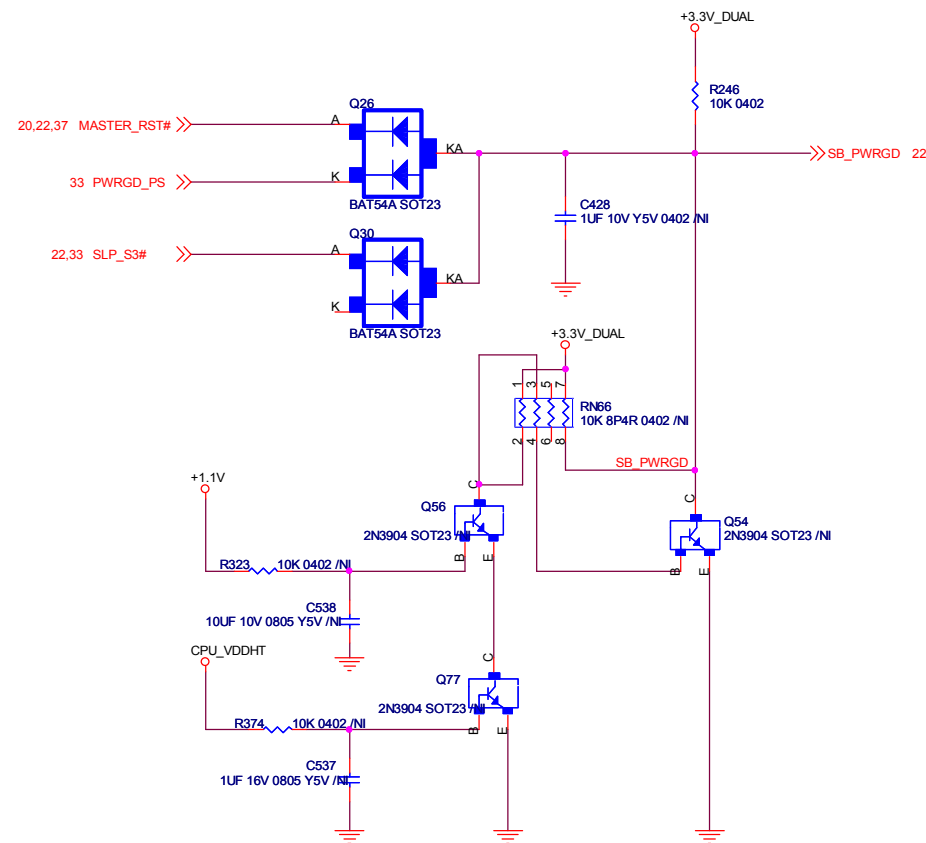 +3.3V_DUAL
R246
10K 0402
Q26
20,22,37 MASTER_RST#
A
KA
SB_PWRGD 22
33 PWRGD_PS
K
BAT54A SOT23
C428
1UF 10V Y5V 0402 /NI
Q30
22,33 SLP_S3#
A
KA
K
BAT54A SOT23
+3.3V_DUAL
1 3 5 7
RN66
10K 8P4R 0402 /NI
2 4 6 8
SB_PWRGD
+1.1V
C
Q56
2N3904 SOT23 /NI
B
E
C
Q54
2N3904 SOT23 /NI
B
E
R323 10K 0402 /NI
C538
10UF 10V 0805 Y5V /NI
CPU_VDDHT
C
Q77
2N3904 SOT23 /NI
B
E
R374 10K 0402 /NI
C537
1UF 16V 0805 Y5V /NI